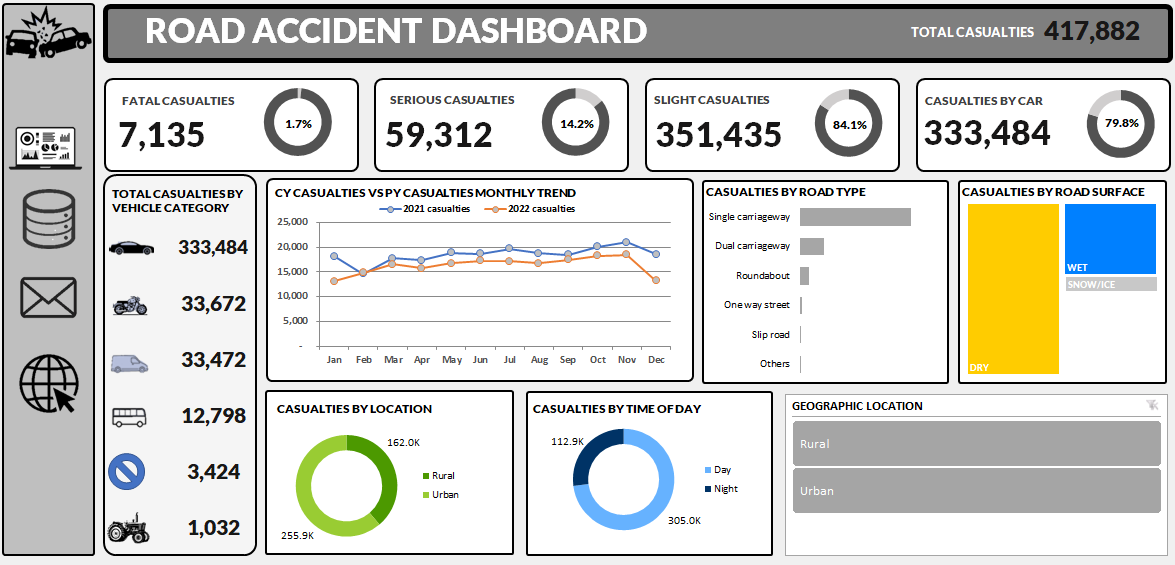 ROAD ACCIDENT DASHBOARD
TOTAL CASUALTIES 417,882
FATAL CASUALTIES
7,135
1.7%
SERIOUS CASUALTIES
59,312
14.2%
SLIGHT CASUALTIES
351,435
84.1%
CASUALTIES BY CAR
333,484
79.8%
TOTAL CASUALTIES BY
VEHICLE CATEGORY
333,484
33,672
33,472
12,798
3,424
1,032
CY CASUALTIES VS PY CASUALTIES MONTHLY TREND
2021 casualties 2022 casualties
25,000
20,000
15,000
10,000
5,000
-
Jan Feb Mar Apr May Jun Jul Aug Sep Oct Nov Dec
CASUALTIES BY ROAD TYPE
Single carriageway
Dual carriageway
Roundabout
One way street
Slip road
Others
CASUALTIES BY ROAD SURFACE
WET
SNOW/ICE
DRY
CASUALTIES BY LOCATION
162.0K
Rural
Urban
255.9K
CASUALTIES BY TIME OF DAY
112.9K
Day
Night
305.0K
GEOGRAPHIC LOCATION
Rural
Urban